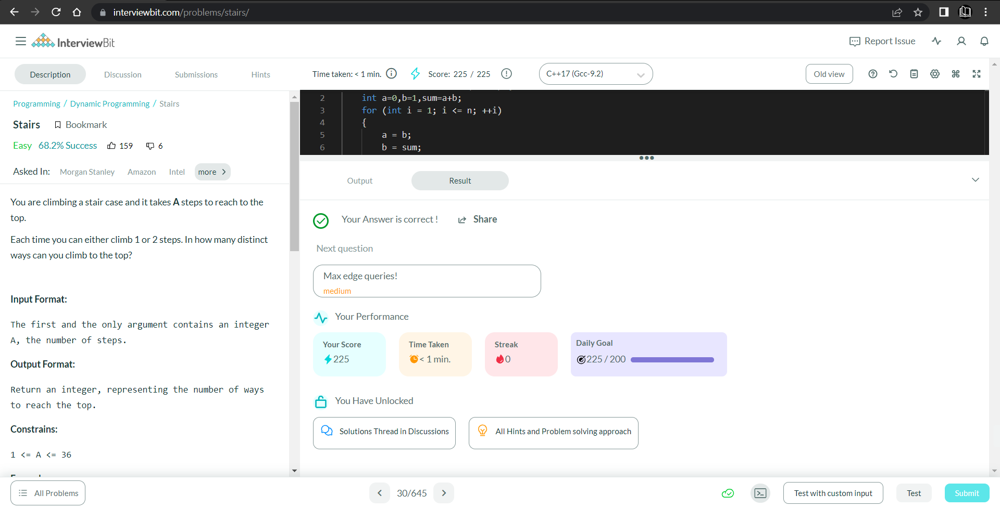 interviewbit.com/problems/stairs/
InterviewBit
Report Issue
Description Discussion Submissions Hints
Time taken: < 1 min. Score: 225 / 225 C++17 (Gcc-9.2) Old view
Programming / Dynamic Programming / Stairs
Stairs Bookmark
Easy 68.2% Success 159 6
Asked In: Morgan Stanley Amazon Intel more >
You are climbing a stair case and it takes A steps to reach to the
top.
Each time you can either climb 1 or 2 steps. In how many distinct
ways can you climb to the top?
Input Format:
The first and the only argument contains an integer
A, the number of steps.
Output Format:
Return an integer, representing the number of ways
to reach the top.
Constrains:
1 <= A <= 36
2 int a=0,b=1,sum=a+b;
3 for (int i = 1; i <= n; ++i)
4 {
5 a = b;
6 b = sum;
Output Result
Your Answer is correct ! Share
Next question
Max edge queries!
medium
Your Performance
Your Score
225
Time Taken
< 1 min.
Streak
0
Daily Goal
225 / 200
You Have Unlocked
Solutions Thread in Discussions
All Hints and Problem solving approach
All Problems
30/645
Test with custom input Test Submit